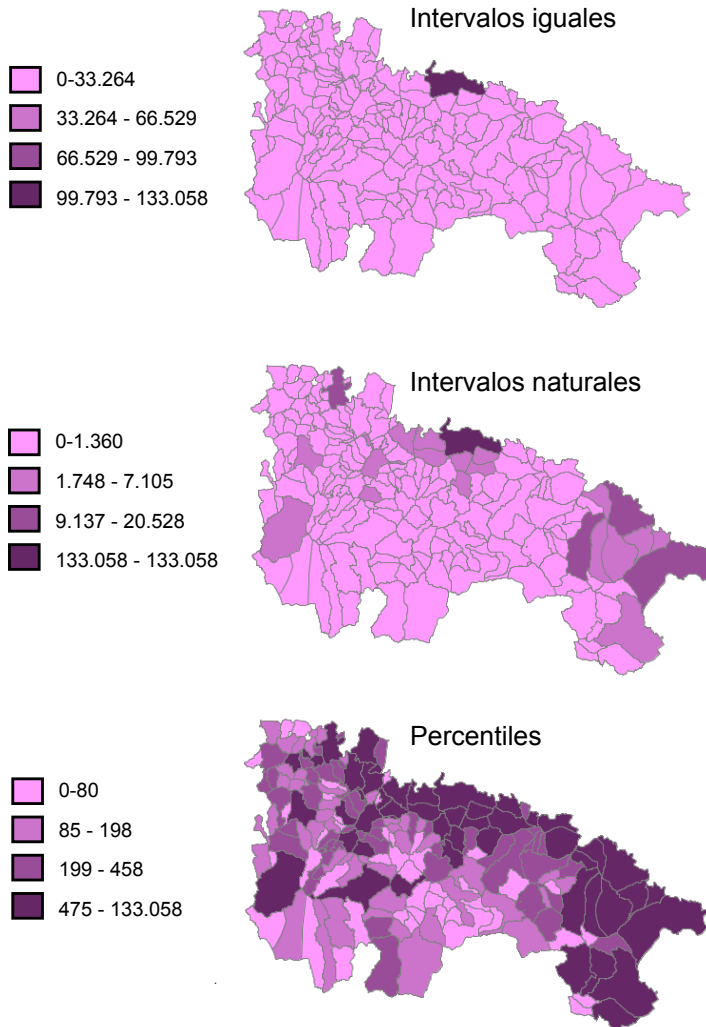 Intervalos iguales
0-33.264
33.264 - 66.529
66.529 - 99.793
99.793 - 133.058
Intervalos naturales
0-1.360
1.748 - 7.105
9.137 - 20.528
133.058 - 133.058
Percentiles
0-80
85 - 198
199 - 458
475 - 133.058